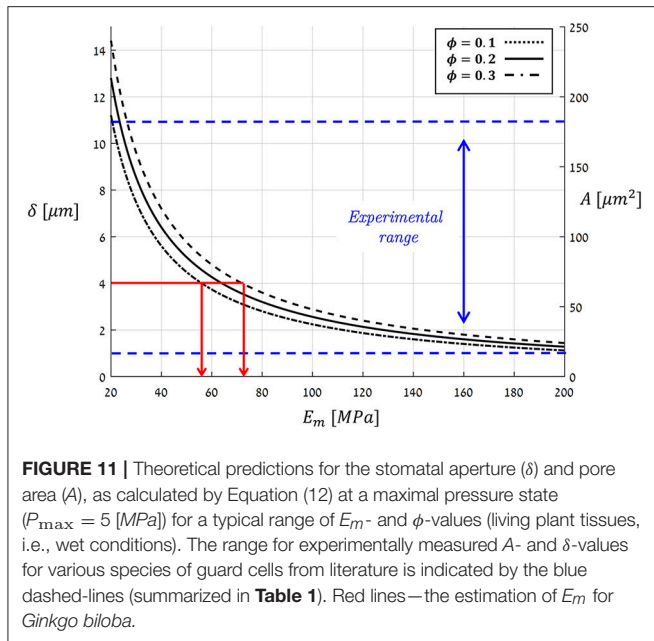 14
12
10
8
6
4
2
0
δ [μm]
250
200
150
100
50
0
A [μm²]
ϕ = 0.1
ϕ = 0.2
ϕ = 0.3
Experimental
range
20
40
60
80
100
120
140
160
180
200
E_m [MPa]
FIGURE 11 | Theoretical predictions for the stomatal aperture (δ) and pore
area (A), as calculated by Equation (12) at a maximal pressure state
(P_max = 5 [MPa]) for a typical range of E_m- and ϕ-values (living plant tissues,
i.e., wet conditions). The range for experimentally measured A- and δ-values
for various species of guard cells from literature is indicated by the blue
dashed-lines (summarized in Table 1). Red lines—the estimation of E_m for
Ginkgo biloba.